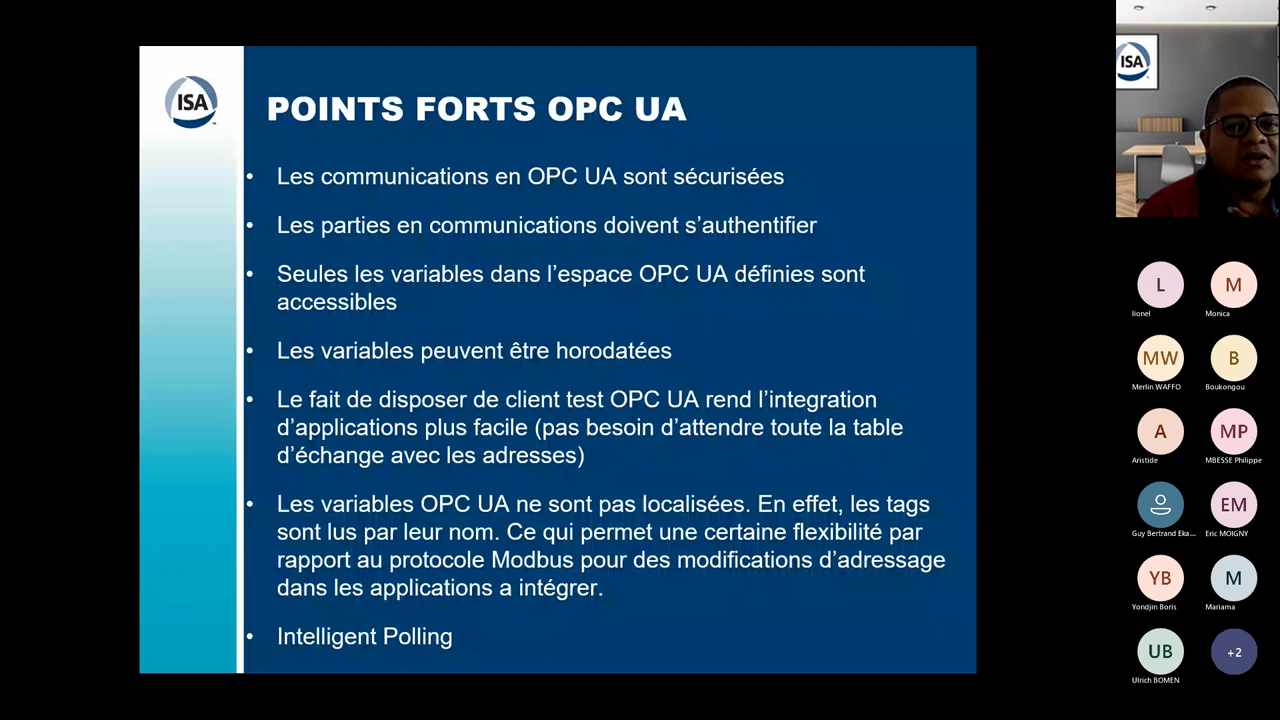 ISA
POINTS FORTS OPC UA
• Les communications en OPC UA sont sécurisées
• Les parties en communications doivent s’authentifier
• Seules les variables dans l’espace OPC UA définies sont
accessibles
• Les variables peuvent être horodatées
• Le fait de disposer de client test OPC UA rend l’integration
d’applications plus facile (pas besoin d’attendre toute la table
d’échange avec les adresses)
• Les variables OPC UA ne sont pas localisées. En effet, les tags
sont lus par leur nom. Ce qui permet une certaine flexibilité par
rapport au protocole Modbus pour des modifications d’adressage
dans les applications a intégrer.
• Intelligent Polling
ISA
L
lionel
M
Monica
MW
Merlin WAFFO
B
Boukongou
A
Aristide
MP
MBESSE Philippe
Guy Bertrand Eka...
EM
Eric MOIGNY
YB
Yondjin Boris
M
Mariama
UB
Ulrich BOMEN
+2